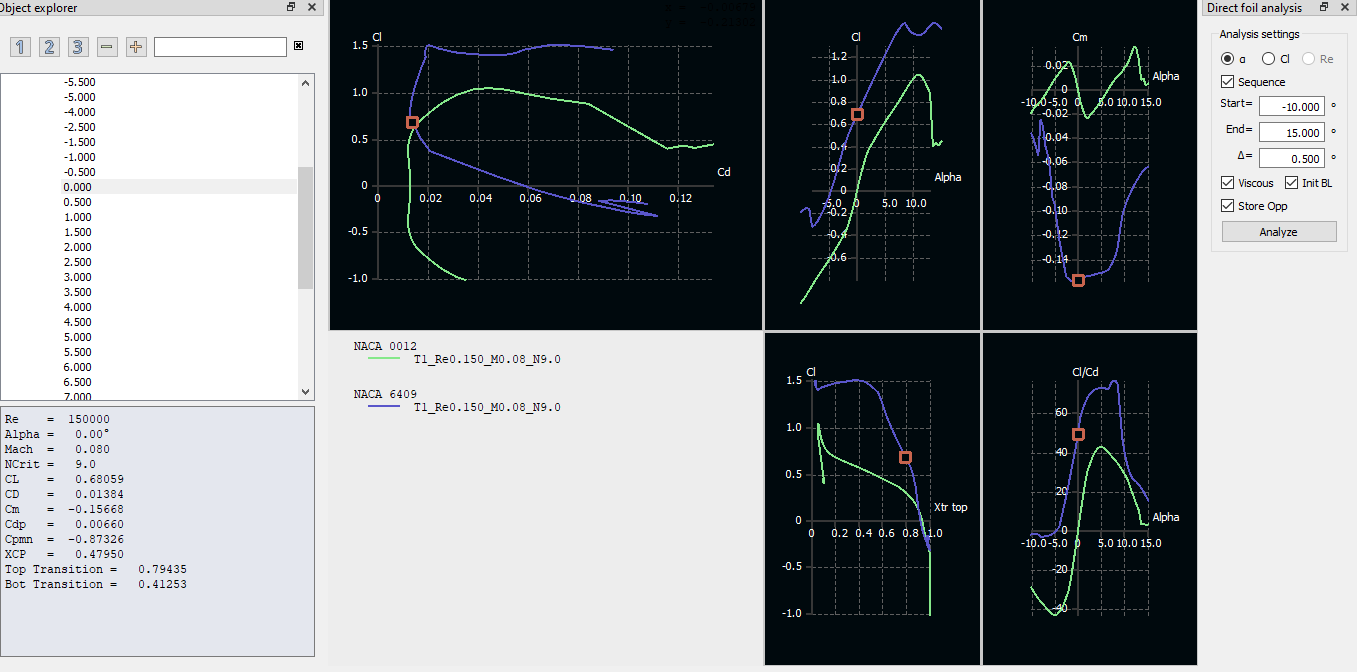 Object explorer
1 2 3
-5.500
-5.000
-4.000
-2.500
-1.500
-1.000
-0.500
0.000
0.500
1.000
1.500
2.000
2.500
3.000
3.500
4.000
4.500
5.000
5.500
6.000
6.500
7.000
Re = 150000
Alpha = 0.00°
Mach = 0.080
NCrit = 9.0
CL = 0.68059
CD = 0.01384
Cm = -0.15668
Cdp = 0.00660
Cpmn = -0.87326
XCP = 0.47950
Top Transition = 0.79435
Bot Transition = 0.41253
Cl
1.5
1.0
0.5
0
-0.5
-1.0
0 0.02 0.04 0.06 0.08 0.10 0.12
Cd
NACA 0012
T1_Re0.150_M0.08_N9.0
NACA 6409
T1_Re0.150_M0.08_N9.0
Cl
1.2
1.0
0.8
0.6
0.4
0.2
0
-0.2
-0.4
-0.6
-5.0 0 5.0 10.0
Alpha
Cm
0.02
0
-0.04
-0.06
-0.08
-0.10
-0.12
-0.14
-10.0 -5.0 0 5.0 10.0 15.0
Alpha
Cl
1.5
1.0
0.5
0
-0.5
-1.0
0 0.2 0.4 0.6 0.8 1.0
Xtr top
Cl/Cd
60
40
20
0
-20
-40
-10.0 -5.0 0 5.0 10.0 15.0
Alpha
Direct foil analysis
Analysis settings
α Cl Re
Sequence
Start= -10.000 °
End= 15.000 °
Δ= 0.500 °
Viscous Init BL
Store Opp
Analyze